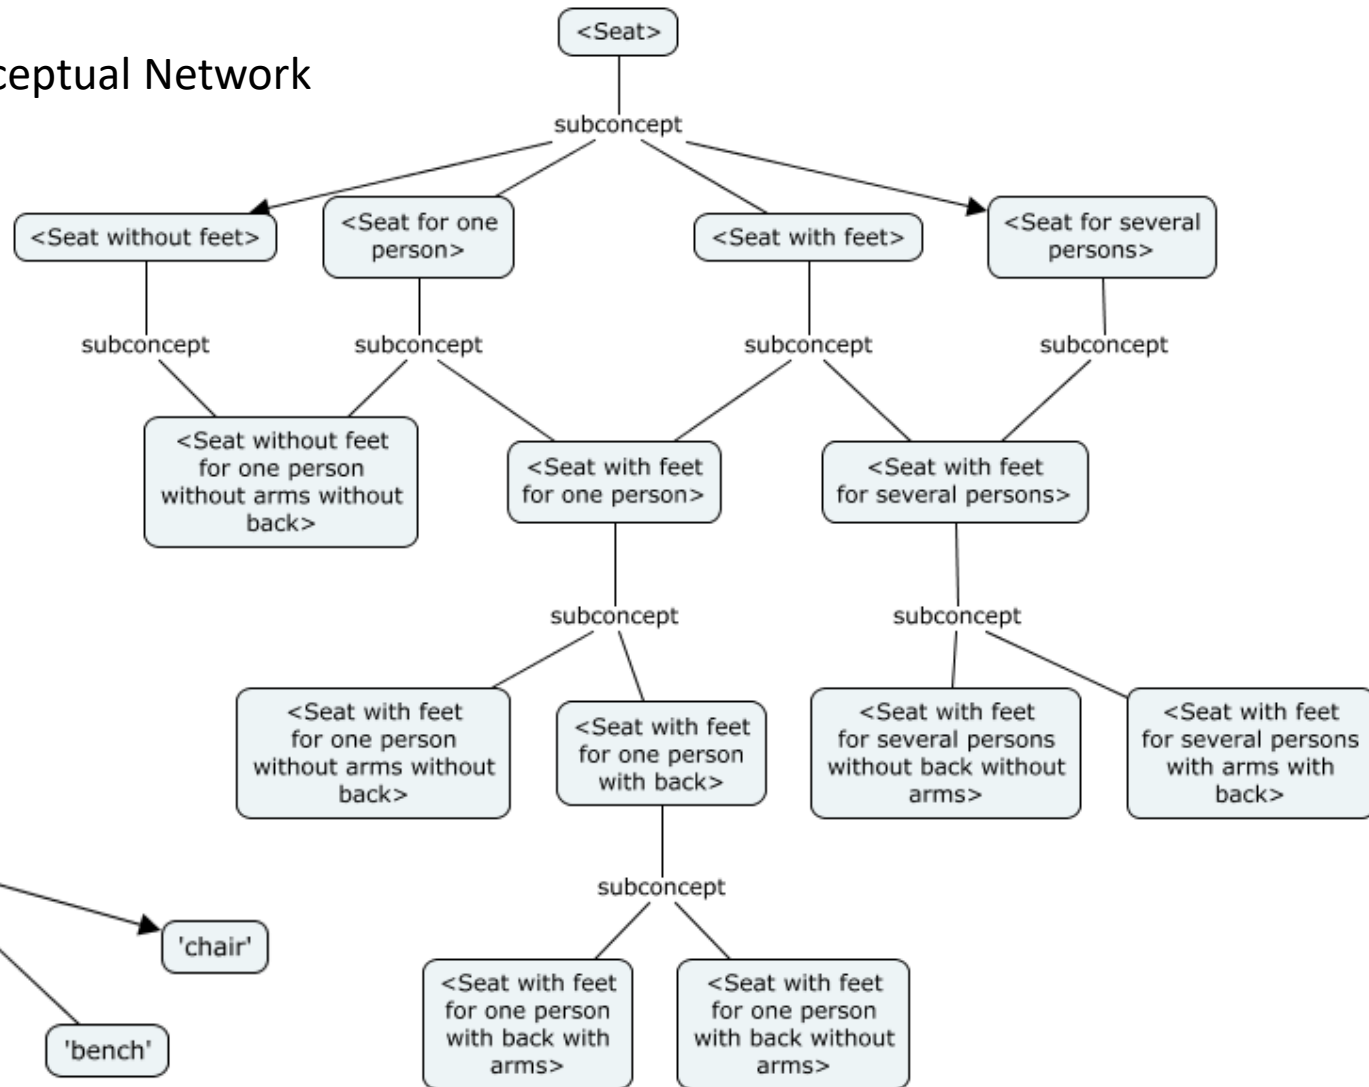 <Seat>
ceptual Network
subconcept
<Seat without feet>
<Seat for one
person>
<Seat with feet>
<Seat for several
persons>
subconcept
subconcept
subconcept
subconcept
<Seat without feet
for one person
without arms without
back>
<Seat with feet
for one person>
<Seat with feet
for several persons>
subconcept
subconcept
<Seat with feet
for one person
without arms without
back>
<Seat with feet
for one person
with back>
<Seat with feet
for several persons
without back without
arms>
<Seat with feet
for several persons
with arms with
back>
subconcept
'chair'
<Seat with feet
for one person
with back with
arms>
<Seat with feet
for one person
with back without
arms>
'bench'